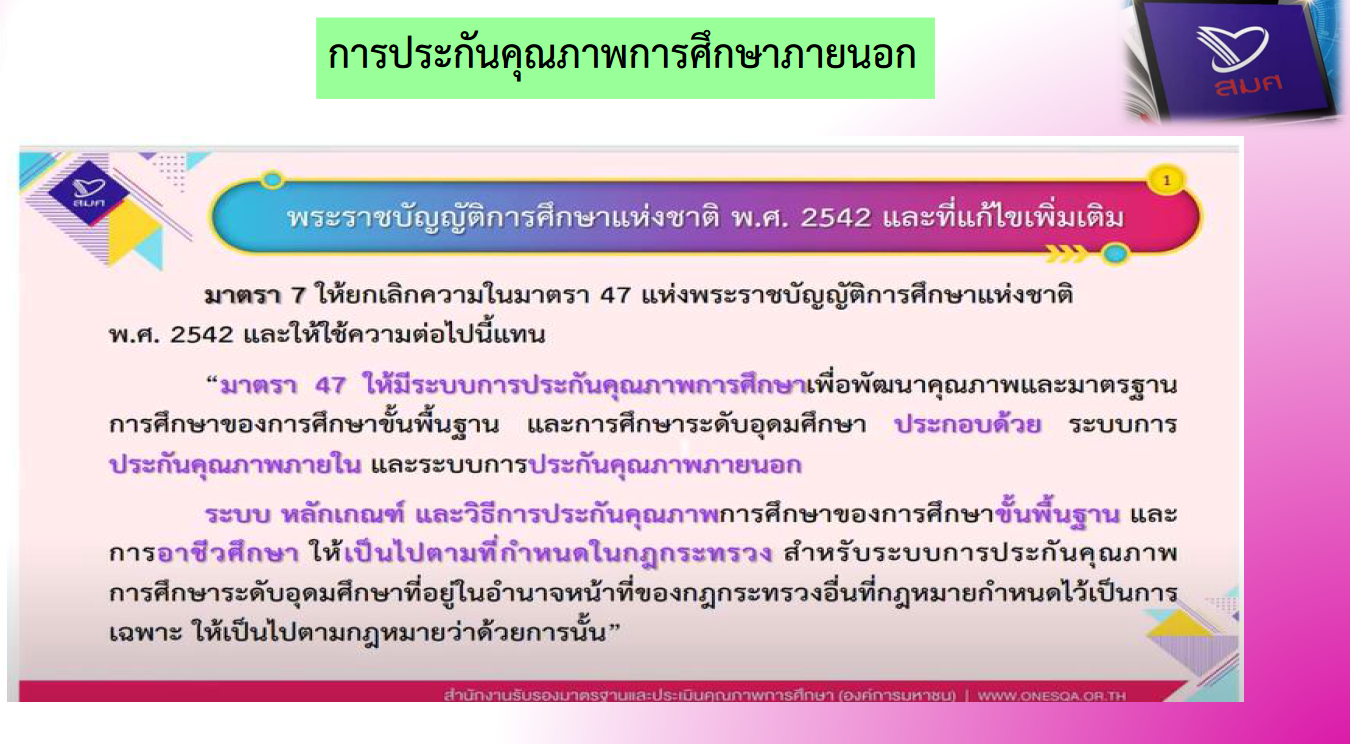 การประกันคุณภาพการศึกษาภายนอก
สมศ
สมศ
1
พระราชบัญญัติการศึกษาแห่งชาติ พ.ศ. 2542 และที่แก้ไขเพิ่มเติม
มาตรา 7 ให้ยกเลิกความในมาตรา 47 แห่งพระราชบัญญัติการศึกษาแห่งชาติ
พ.ศ. 2542 และให้ใช้ความต่อไปนี้แทน
“มาตรา 47 ให้มีระบบการประกันคุณภาพการศึกษาเพื่อพัฒนาคุณภาพและมาตรฐาน
การศึกษาของการศึกษาขั้นพื้นฐาน และการศึกษาระดับอุดมศึกษา ประกอบด้วย ระบบการ
ประกันคุณภาพภายใน และระบบการประกันคุณภาพภายนอก
ระบบ หลักเกณฑ์ และวิธีการประกันคุณภาพการศึกษาของการศึกษาขั้นพื้นฐาน และ
การอาชีวศึกษา ให้เป็นไปตามที่กำหนดในกฎกระทรวง สำหรับระบบการประกันคุณภาพ
การศึกษาระดับอุดมศึกษาที่อยู่ในอำนาจหน้าที่ของกฎกระทรวงอื่นที่กฎหมายกำหนดไว้เป็นการ
เฉพาะ ให้เป็นไปตามกฎหมายว่าด้วยการนั้น”
สำนักงานรับรองมาตรฐานและประเมินคุณภาพการศึกษา (องค์การมหาชน) | WWW.ONESQA.OR.TH